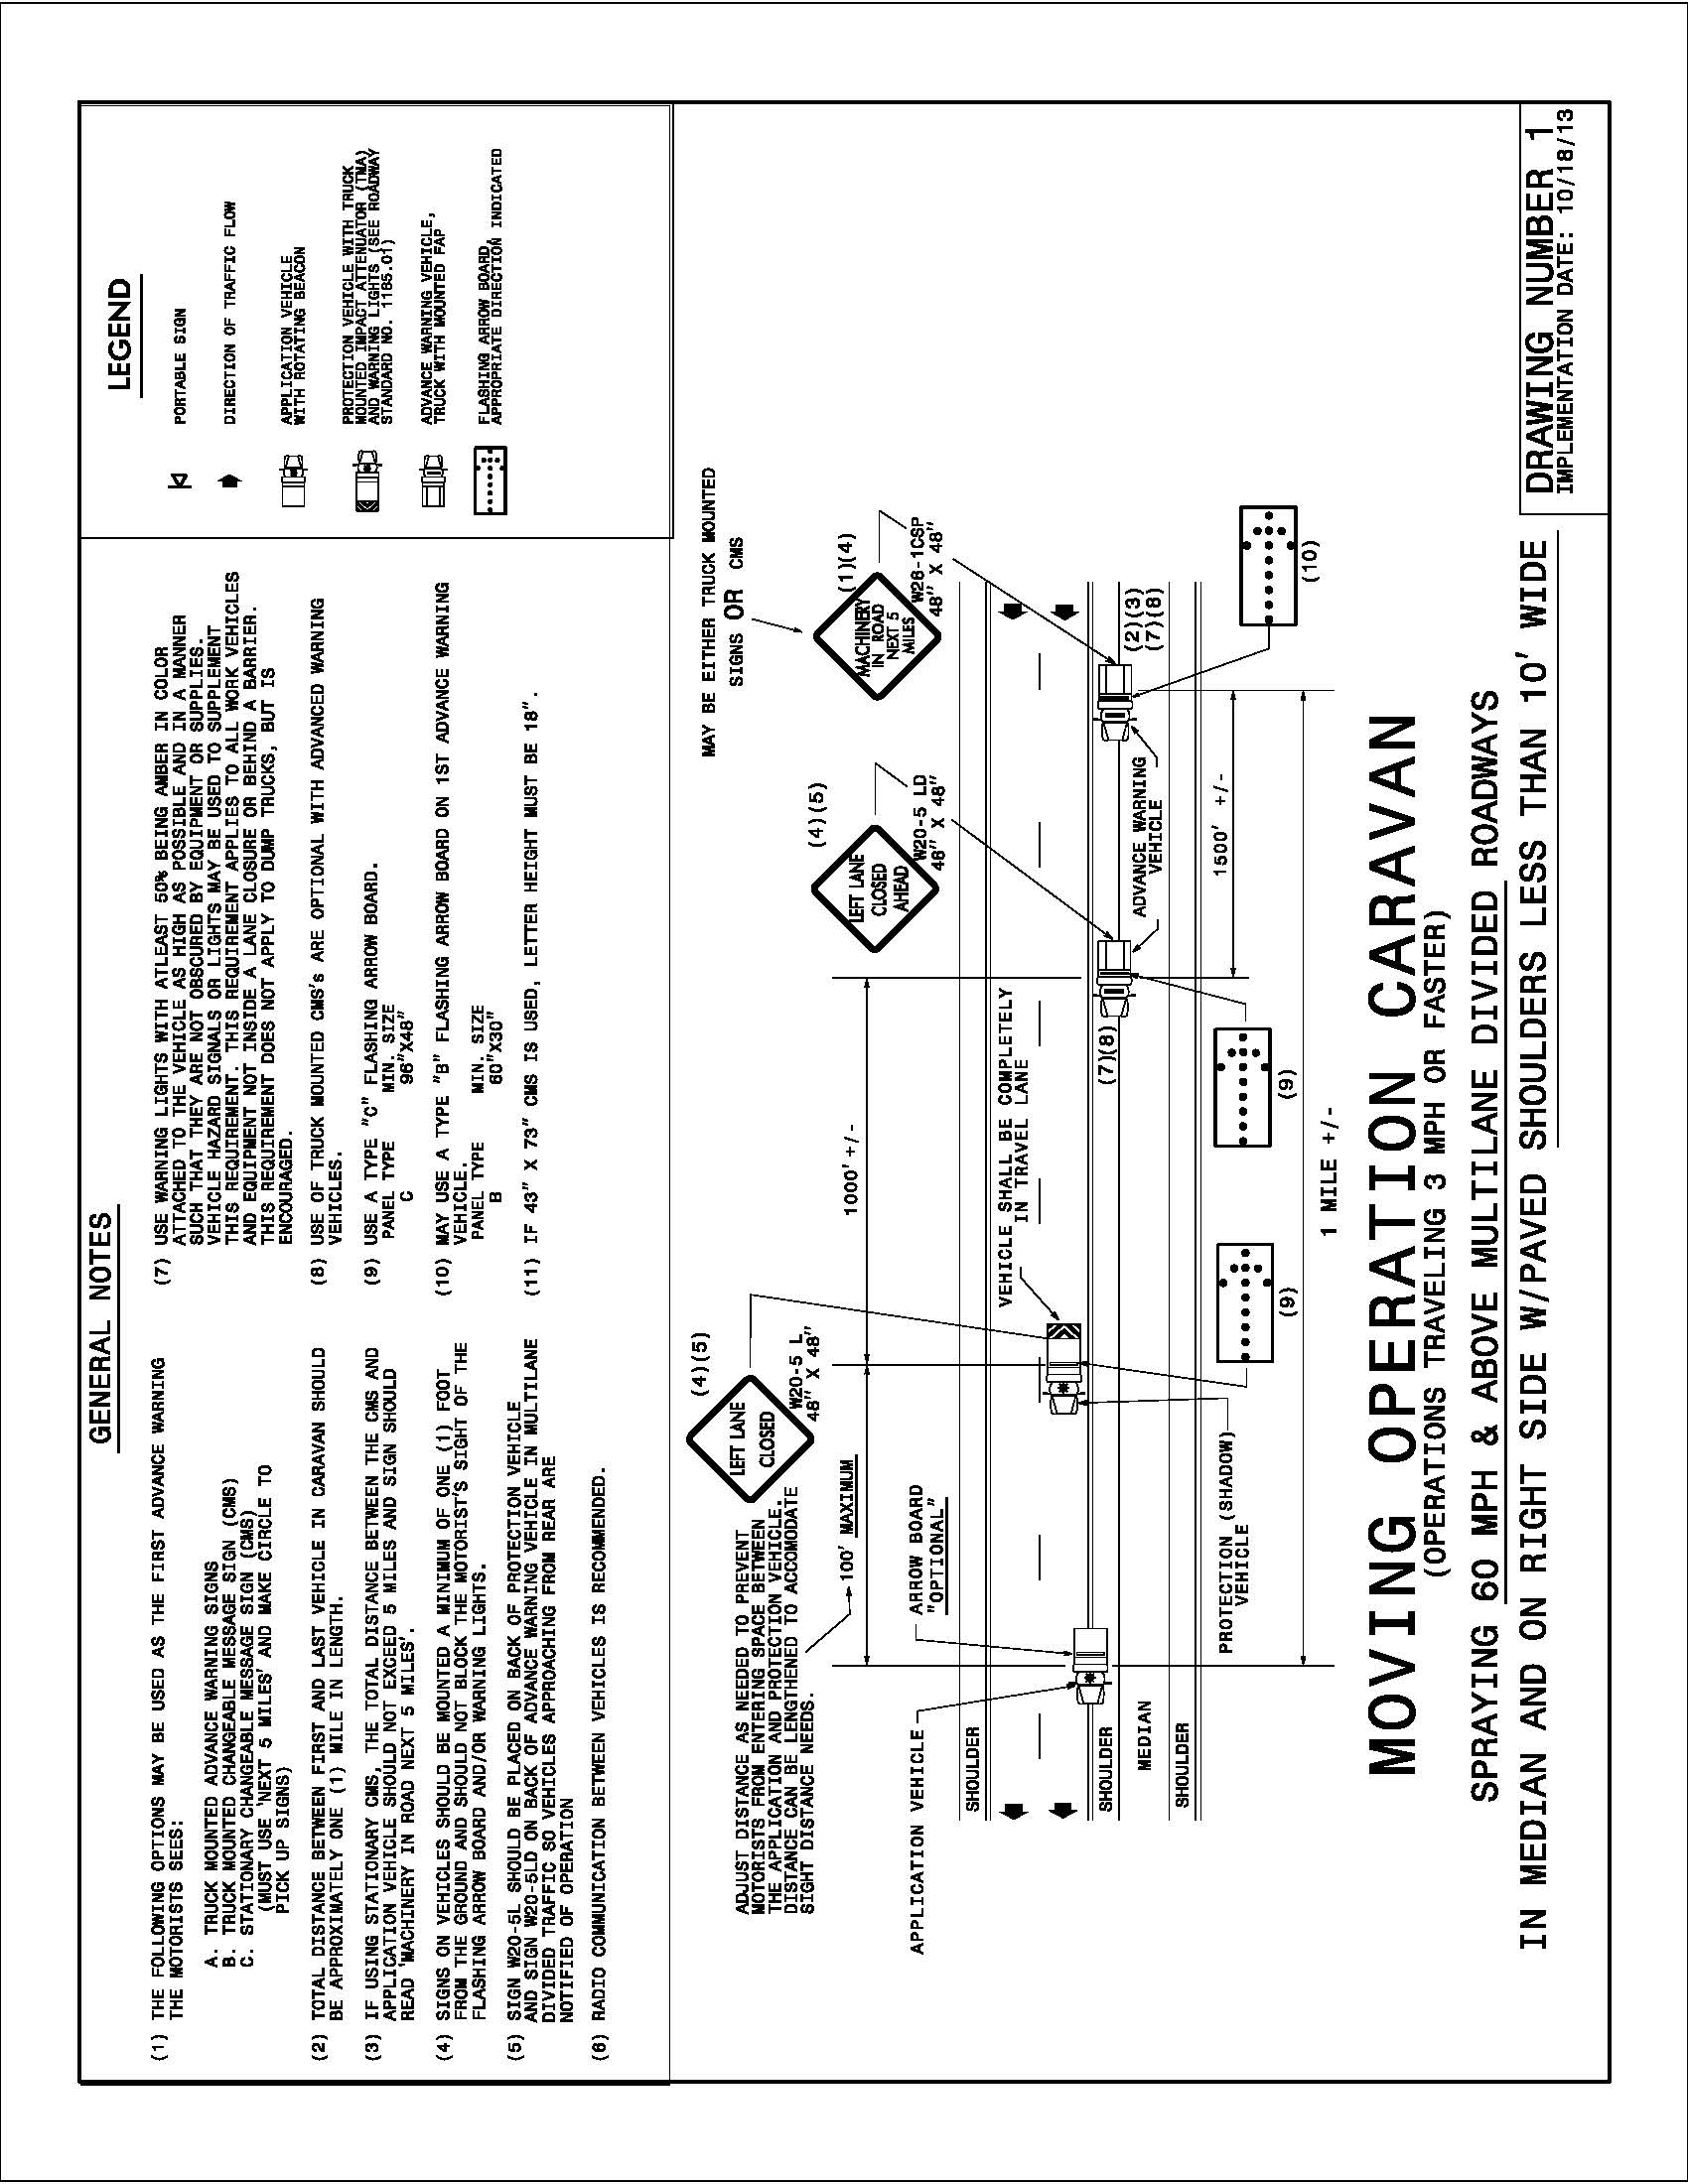 GENERAL NOTES
(1) THE FOLLOWING OPTIONS MAY BE USED AS THE FIRST ADVANCE WARNING
THE MOTORISTS SEES:
A. TRUCK MOUNTED ADVANCE WARNING SIGNS
B. TRUCK MOUNTED CHANGEABLE MESSAGE SIGN (CMS)
C. STATIONARY CHANGEABLE MESSAGE SIGN (CMS)
(MUST USE 'NEXT 5 MILES' AND MAKE CIRCLE TO
PICK UP SIGNS)
(2) TOTAL DISTANCE BETWEEN FIRST AND LAST VEHICLE IN CARAVAN SHOULD
BE APPROXIMATELY ONE (1) MILE IN LENGTH.
(3) IF USING STATIONARY CMS, THE TOTAL DISTANCE BETWEEN THE CMS AND
APPLICATION VEHICLE SHOULD NOT EXCEED 5 MILES AND SIGN SHOULD
READ 'MACHINERY IN ROAD NEXT 5 MILES'.
(4) SIGNS ON VEHICLES SHOULD BE MOUNTED A MINIMUM OF ONE (1) FOOT
FROM THE GROUND AND SHOULD NOT BLOCK THE MOTORIST'S SIGHT OF THE
FLASHING ARROW BOARD AND/OR WARNING LIGHTS.
(5) SIGN W20-5L SHOULD BE PLACED ON BACK OF PROTECTION VEHICLE
AND SIGN W20-5LD ON BACK OF ADVANCE WARNING VEHICLE IN MULTILANE
DIVIDED TRAFFIC SO VEHICLES APPROACHING FROM REAR ARE
NOTIFIED OF OPERATION
(6) RADIO COMMUNICATION BETWEEN VEHICLES IS RECOMMENDED.
(7) USE WARNING LIGHTS WITH ATLEAST 50% BEING AMBER IN COLOR
ATTACHED TO THE VEHICLE AS HIGH AS POSSIBLE AND IN A MANNER
SUCH THAT THEY ARE NOT OBSCURED BY EQUIPMENT OR SUPPLIES.
VEHICLE HAZARD SIGNALS OR LIGHTS MAY BE USED TO SUPPLEMENT
THIS REQUIREMENT. THIS REQUIREMENT APPLIES TO ALL WORK VEHICLES
AND EQUIPMENT NOT INSIDE A LANE CLOSURE OR BEHIND A BARRIER.
THIS REQUIREMENT DOES NOT APPLY TO DUMP TRUCKS, BUT IS
ENCOURAGED.
(8) USE OF TRUCK MOUNTED CMS's ARE OPTIONAL WITH ADVANCED WARNING
VEHICLES.
(9) USE A TYPE "C" FLASHING ARROW BOARD.
PANEL TYPE MIN. SIZE
C 96"X48"
(10) MAY USE A TYPE "B" FLASHING ARROW BOARD ON 1ST ADVANCE WARNING
VEHICLE.
PANEL TYPE MIN. SIZE
B 60"X30"
(11) IF 43" X 73" CMS IS USED, LETTER HEIGHT MUST BE 18".
LEGEND
PORTABLE SIGN
DIRECTION OF TRAFFIC FLOW
APPLICATION VEHICLE
WITH ROTATING BEACON
PROTECTION VEHICLE WITH TRUCK
MOUNTED IMPACT ATTENUATOR (TMA)
AND WARNING LIGHTS (SEE ROADWAY
STANDARD NO. 1165.01)
ADVANCE WARNING VEHICLE,
TRUCK WITH MOUNTED FAP
FLASHING ARROW BOARD,
APPROPRIATE DIRECTION INDICATED
ADJUST DISTANCE AS NEEDED TO PREVENT
MOTORISTS FROM ENTERING SPACE BETWEEN
THE APPLICATION AND PROTECTION VEHICLE.
DISTANCE CAN BE LENGTHENED TO ACCOMODATE
SIGHT DISTANCE NEEDS.
(4)(5)
LEFT LANE
CLOSED
W20-5 L
48" X 48"
(4)(5)
LEFT LANE
CLOSED
AHEAD
W20-5 LD
48" X 48"
MAY BE EITHER TRUCK MOUNTED
SIGNS OR CMS
(1)(4)
MACHINERY
IN ROAD
NEXT 5
MILES
W26-1CSP
48" X 48"
100' MAXIMUM
1000' +/-
APPLICATION VEHICLE
ARROW BOARD
"OPTIONAL"
VEHICLE SHALL BE COMPLETELY
IN TRAVEL LANE
SHOULDER
SHOULDER
MEDIAN
SHOULDER
(7)(8)
(2)(3)
(7)(8)
ADVANCE WARNING
VEHICLE
PROTECTION (SHADOW)
VEHICLE
1500' +/-
(9)
(9)
(10)
1 MILE +/-
MOVING OPERATION CARAVAN
(OPERATIONS TRAVELING 3 MPH OR FASTER)
SPRAYING 60 MPH & ABOVE MULTILANE DIVIDED ROADWAYS
IN MEDIAN AND ON RIGHT SIDE W/PAVED SHOULDERS LESS THAN 10' WIDE
DRAWING NUMBER 1
IMPLEMENTATION DATE: 10/18/13